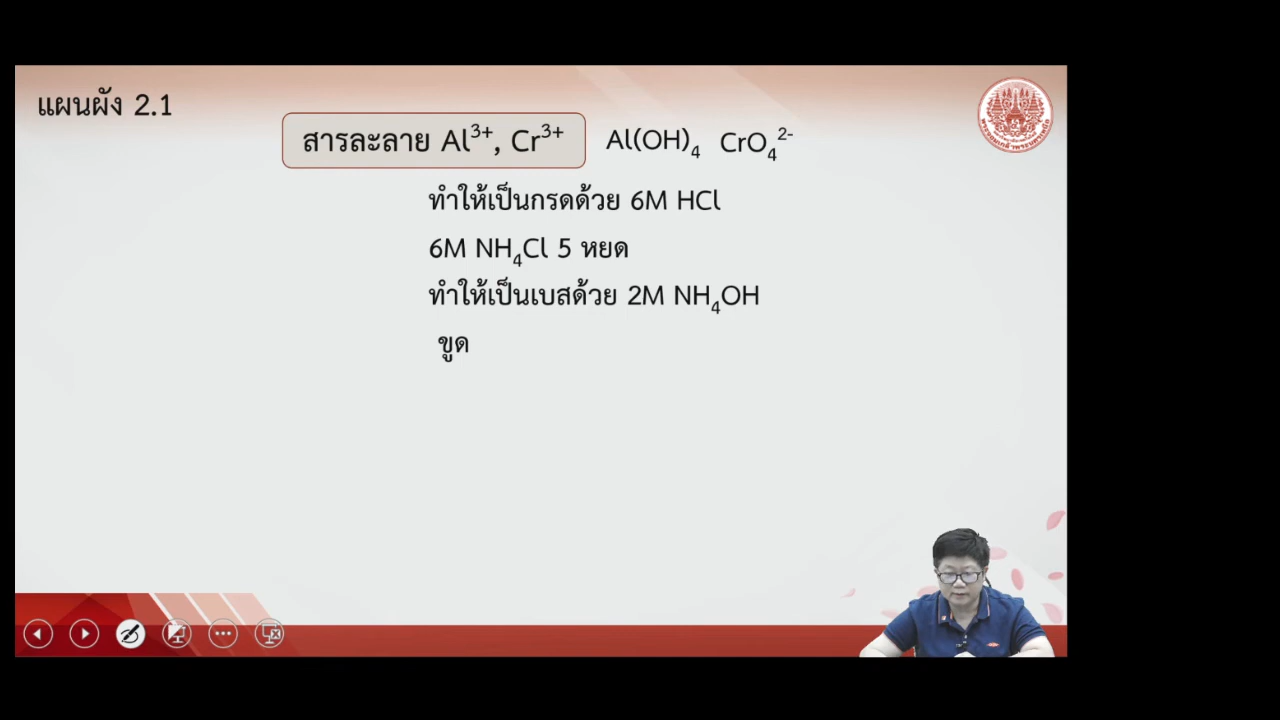 แผนผัง 2.1
สารละลาย Al³⁺, Cr³⁺ Al(OH)₄ CrO₄²⁻
ทำให้เป็นกรดด้วย 6M HCl
6M NH₄Cl 5 หยด
ทำให้เป็นเบสด้วย 2M NH₄OH
ขูด